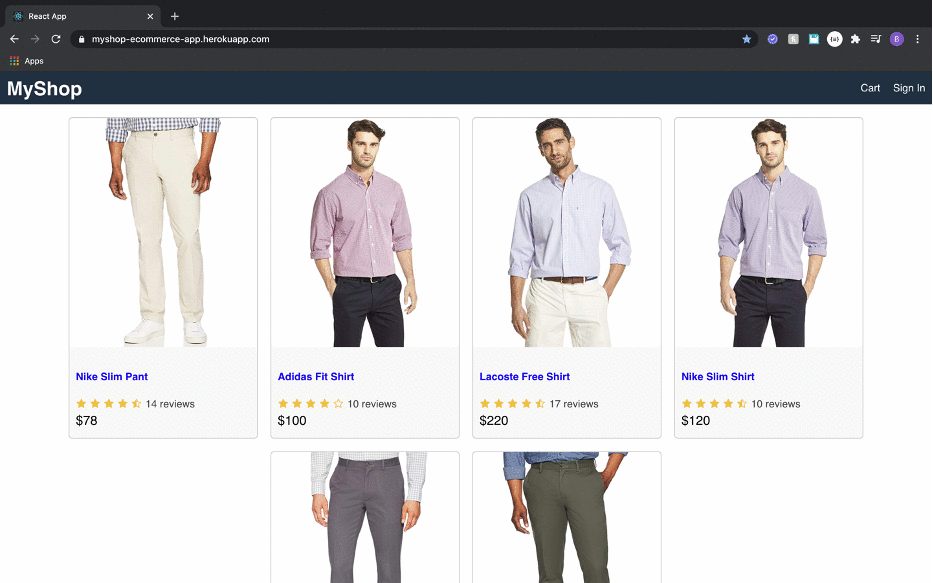 React App
myshop-ecommerce-app.herokuapp.com
B
Apps
MyShop
Cart
Sign In
Nike Slim Pant
14 reviews
$78
Adidas Fit Shirt
10 reviews
$100
Lacoste Free Shirt
17 reviews
$220
Nike Slim Shirt
10 reviews
$120